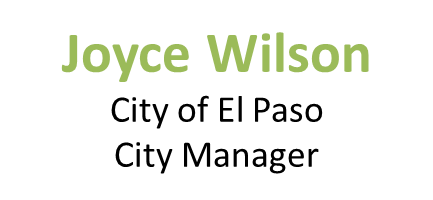 Joyce Wilson
City of El Paso
City Manager